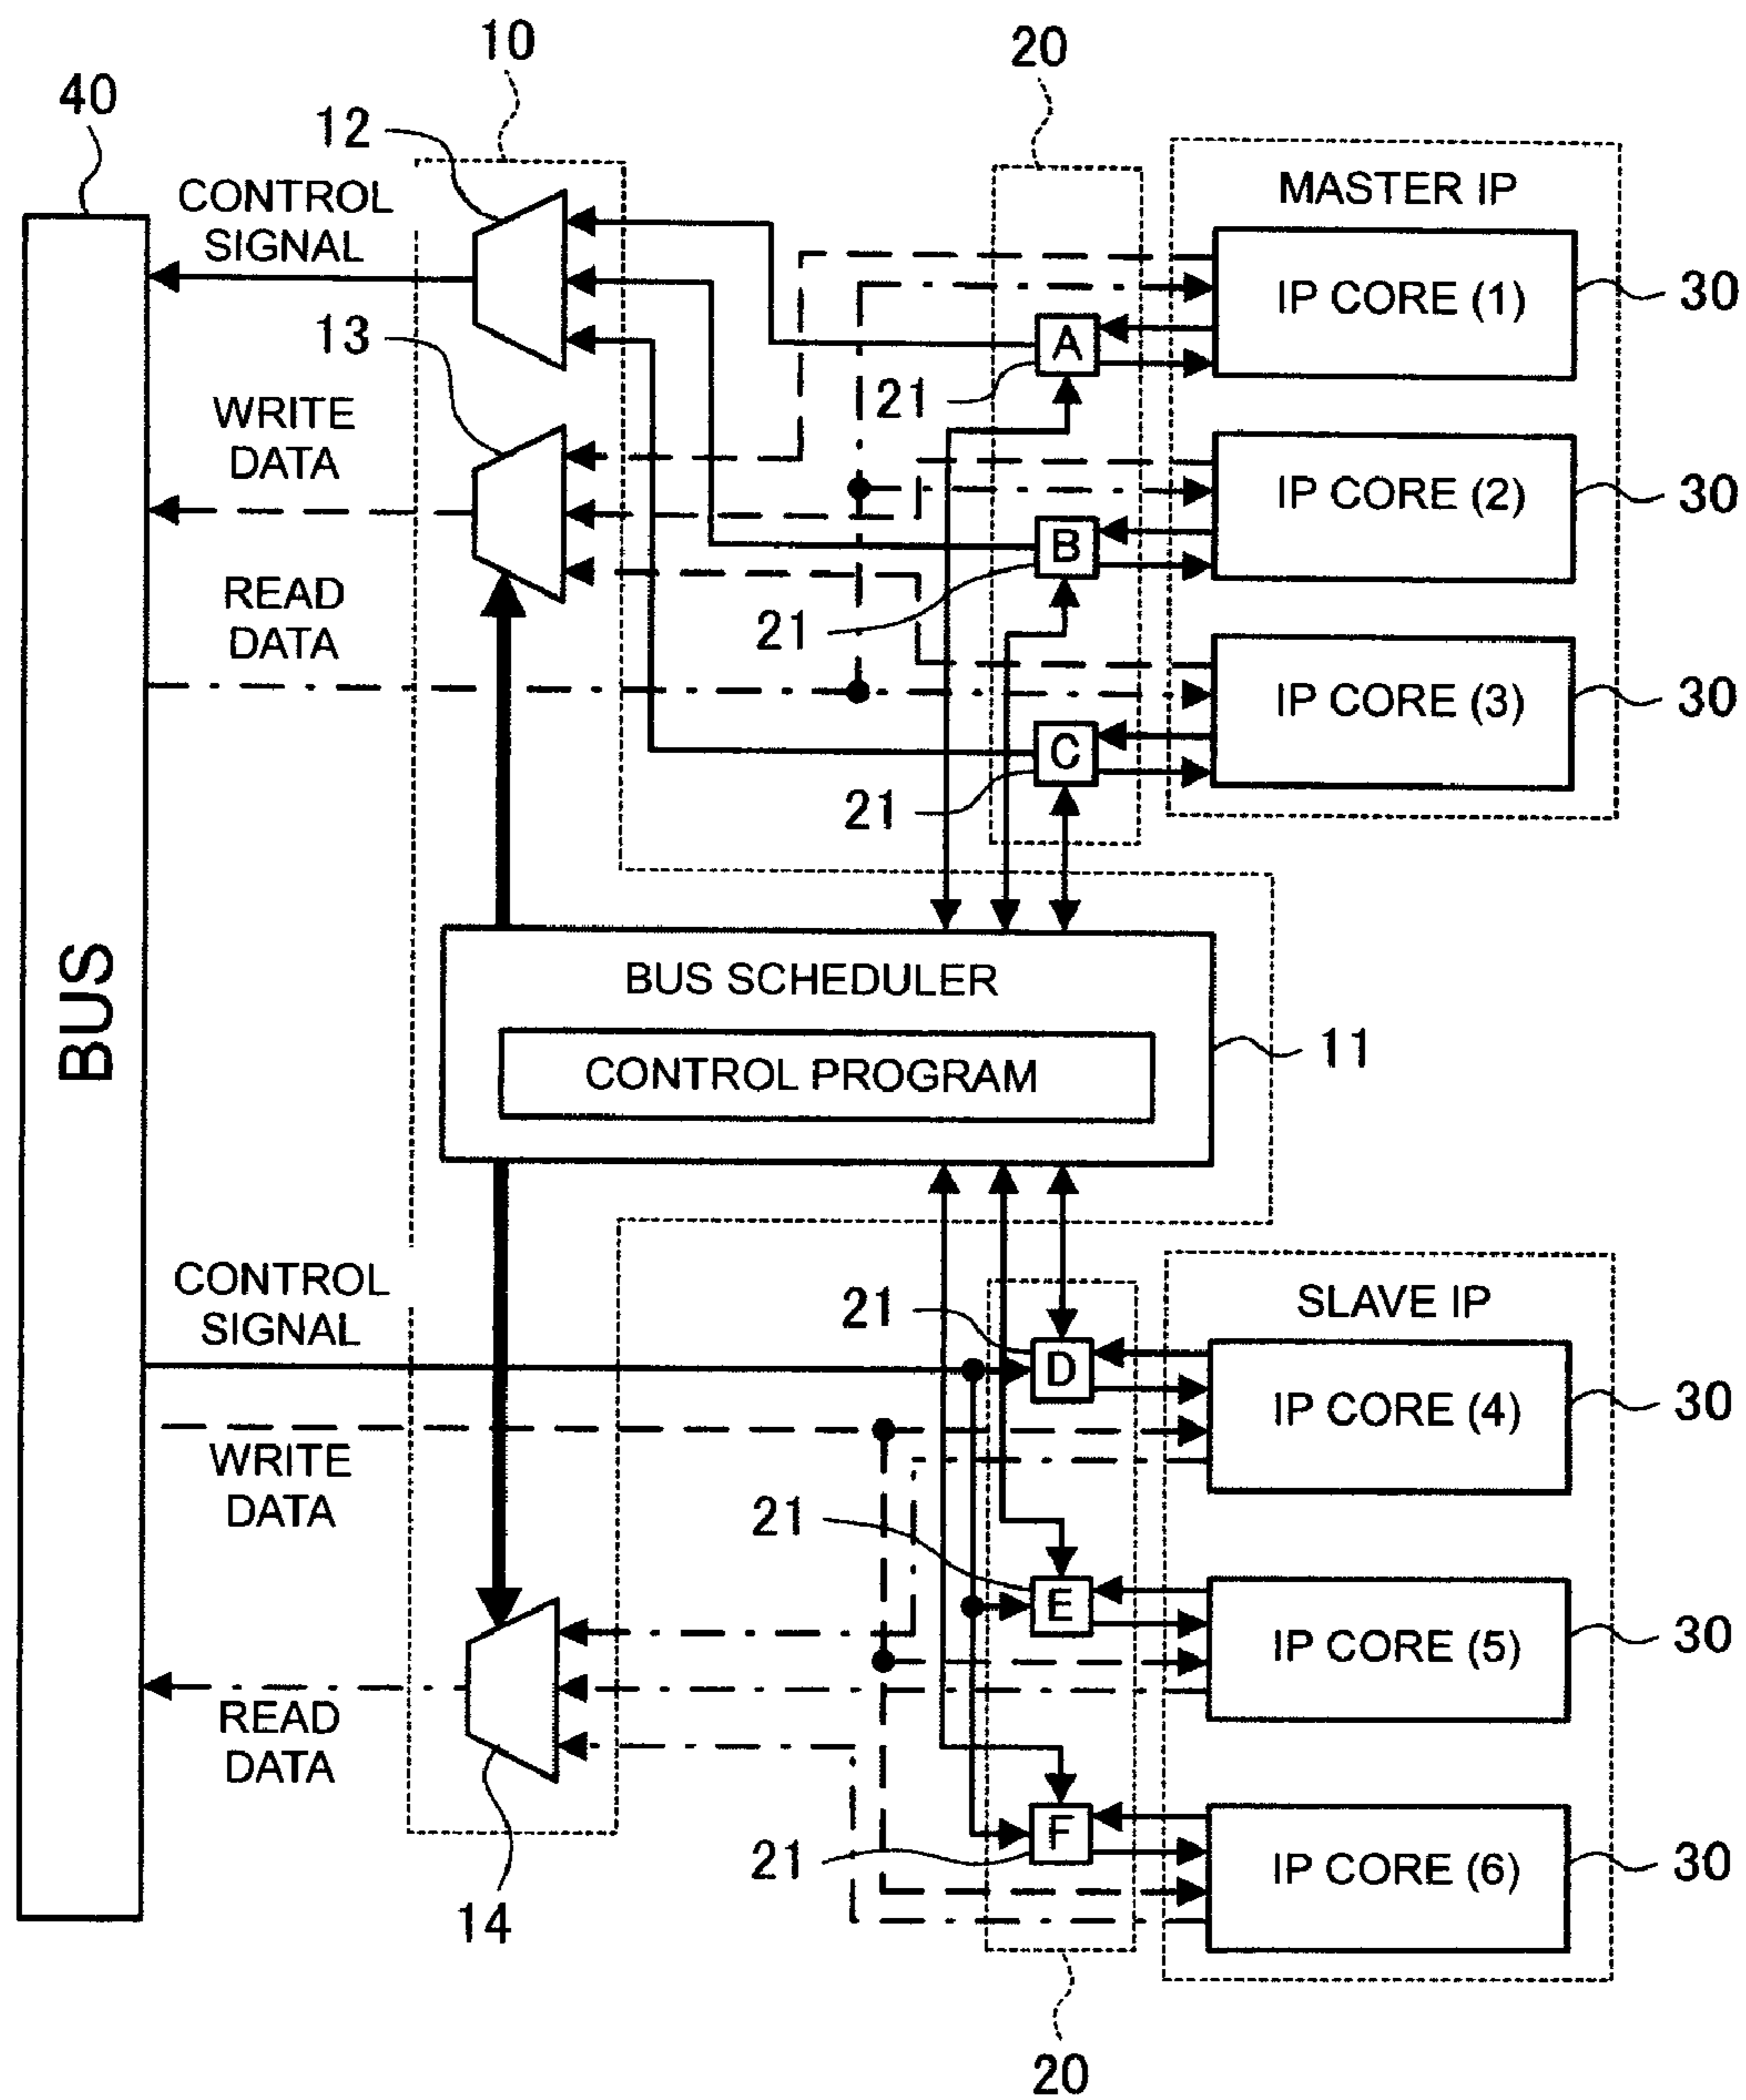 10
20
40
12
CONTROL
SIGNAL
MASTER IP
IP CORE (1)
30
13
A
21
WRITE
DATA
IP CORE (2)
30
B
READ
DATA
21
IP CORE (3)
30
C
21
BUS
BUS SCHEDULER
CONTROL PROGRAM
11
CONTROL
SIGNAL
SLAVE IP
21
D
IP CORE (4)
30
WRITE
DATA
21
E
IP CORE (5)
30
READ
DATA
F
21
IP CORE (6)
30
14
20